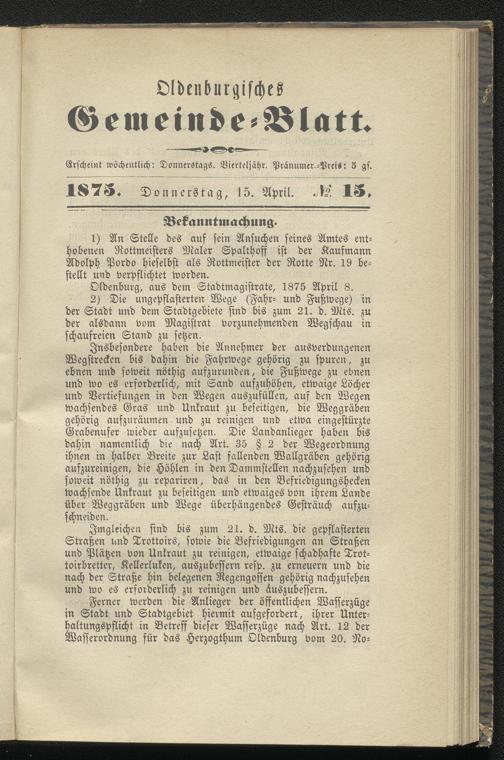 Oldenburgisches
Gemeinde-Blatt.
Erscheint wöchentlich: Donnerstags. Vierteljähr. Pränumer.-Preis: 5 gs.
1875. Donnerstag, 15. April. № 15.
Bekanntmachung.
1) An Stelle des auf sein Ansuchen seines Amtes ent-
hobenen Rottmeisters Maler Spalthoff ist der Kaufmann
Adolph Pordo hieselbst als Rottmeister der Rotte Nr. 19 be-
stellt und verpflichtet worden.
Oldenburg, aus dem Stadtmagistrate, 1875 April 8.
2) Die ungepflasterten Wege (Fahr- und Fußwege) in
der Stadt und dem Stadtgebiete sind bis zum 21. d. Mts. zu
der alsdann vom Magistrat vorzunehmenden Wegschau in
schaufreien Stand zu setzen.
Insbesondere haben die Annehmer der ausverdungenen
Wegstrecken bis dahin die Fahrwege gehörig zu spuren, zu
ebnen und soweit nöthig aufzurunden, die Fußwege zu ebnen
und wo es erforderlich, mit Sand aufzuhöhen, etwaige Löcher
und Vertiefungen in den Wegen auszufüllen, auf den Wegen
wachsendes Gras und Unkraut zu beseitigen, die Weggräben
gehörig aufzuräumen und zu reinigen und etwa eingestürzte
Grabenufer wieder aufzusetzen. Die Landanlieger haben bis
dahin namentlich die nach Art. 35 § 2 der Wegeordnung
ihnen in halber Breite zur Last fallenden Wallgräben gehörig
aufzureinigen, die Höhlen in den Dammstellen nachzusehen und
soweit nöthig zu repariren, das in den Befriedigungshecken
wachsende Unkraut zu beseitigen und etwaiges von ihrem Lande
über Weggräben und Wege überhängendes Gesträuch aufzu-
schneiden.
Imgleichen sind bis zum 21. d. Mts. die gepflasterten
Straßen und Trottoirs, sowie die Befriedigungen an Straßen
und Plätzen von Unkraut zu reinigen, etwaige schadhafte Trot-
toirbretter, Kellerluken, auszubessern resp. zu erneuern und die
nach der Straße hin belegenen Regengossen gehörig nachzusehen
und wo es erforderlich zu reinigen und auszubessern.
Ferner werden die Anlieger der öffentlichen Wasserzüge
in Stadt und Stadtgebiet hiermit aufgefordert, ihrer Unter-
haltungspflicht in Betreff dieser Wasserzüge nach Art. 12 der
Wasserordnung für das Herzogthum Oldenburg vom 20. No-